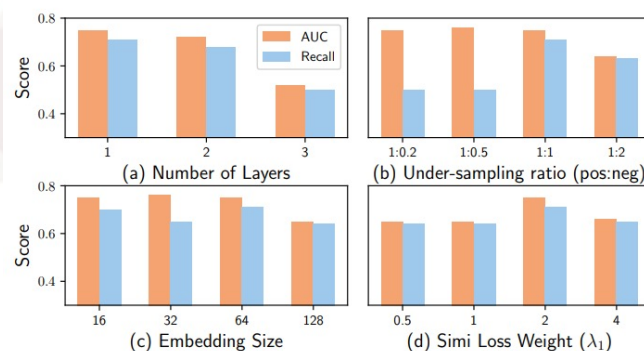 0.8
0.6
0.4
Score
AUC
Recall
1 2 3
(a) Number of Layers
1:0.2 1:0.5 1:1 1:2
(b) Under-sampling ratio (pos:neg)
0.8
0.6
0.4
Score
16 32 64 128
(c) Embedding Size
0.5 1 2 4
(d) Simi Loss Weight (λ₁)